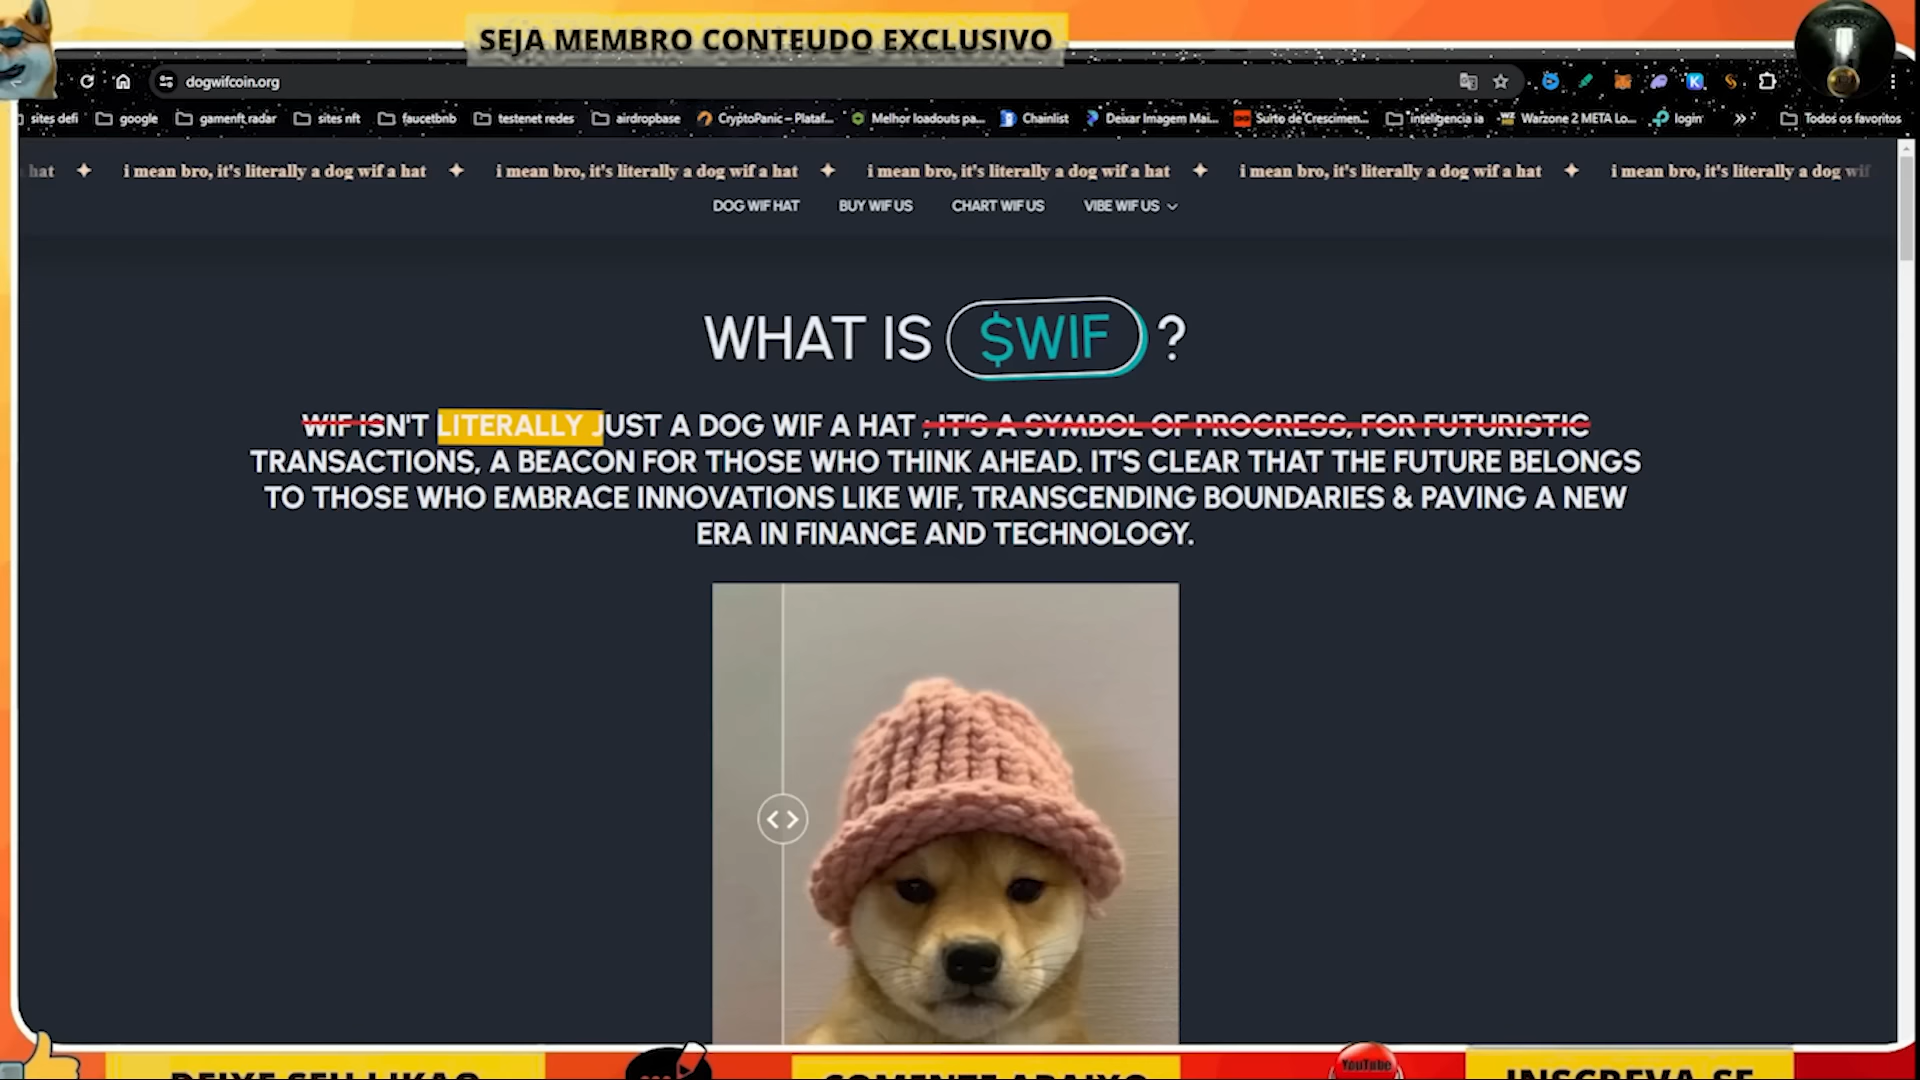 SEJA MEMBRO CONTEUDO EXCLUSIVO
dogwifcoin.org
sites defi google gamenft radar sites nft faucetbnb testenet redes airdropbase CryptoPanic – Plataf... Melhor loadouts pa... Chainlist Deixar Imagem Mai... Surto de Crescimen... inteligencia ia Warzone 2 META Lo... login Todos os favoritos
hat ✦ i mean bro, it's literally a dog wif a hat ✦ i mean bro, it's literally a dog wif a hat ✦ i mean bro, it's literally a dog wif a hat ✦ i mean bro, it's literally a dog wif a hat ✦ i mean bro, it's literally a dog wif
DOG WIF HAT BUY WIF US CHART WIF US VIBE WIF US
WHAT IS $WIF ?
WIF ISN'T LITERALLY JUST A DOG WIF A HAT ; IT'S A SYMBOL OF PROGRESS, FOR FUTURISTIC
TRANSACTIONS, A BEACON FOR THOSE WHO THINK AHEAD. IT'S CLEAR THAT THE FUTURE BELONGS
TO THOSE WHO EMBRACE INNOVATIONS LIKE WIF, TRANSCENDING BOUNDARIES & PAVING A NEW
ERA IN FINANCE AND TECHNOLOGY.
DEIXE SEU LIKAO COMENTE ABAIXO YouTube INSCREVA-SE